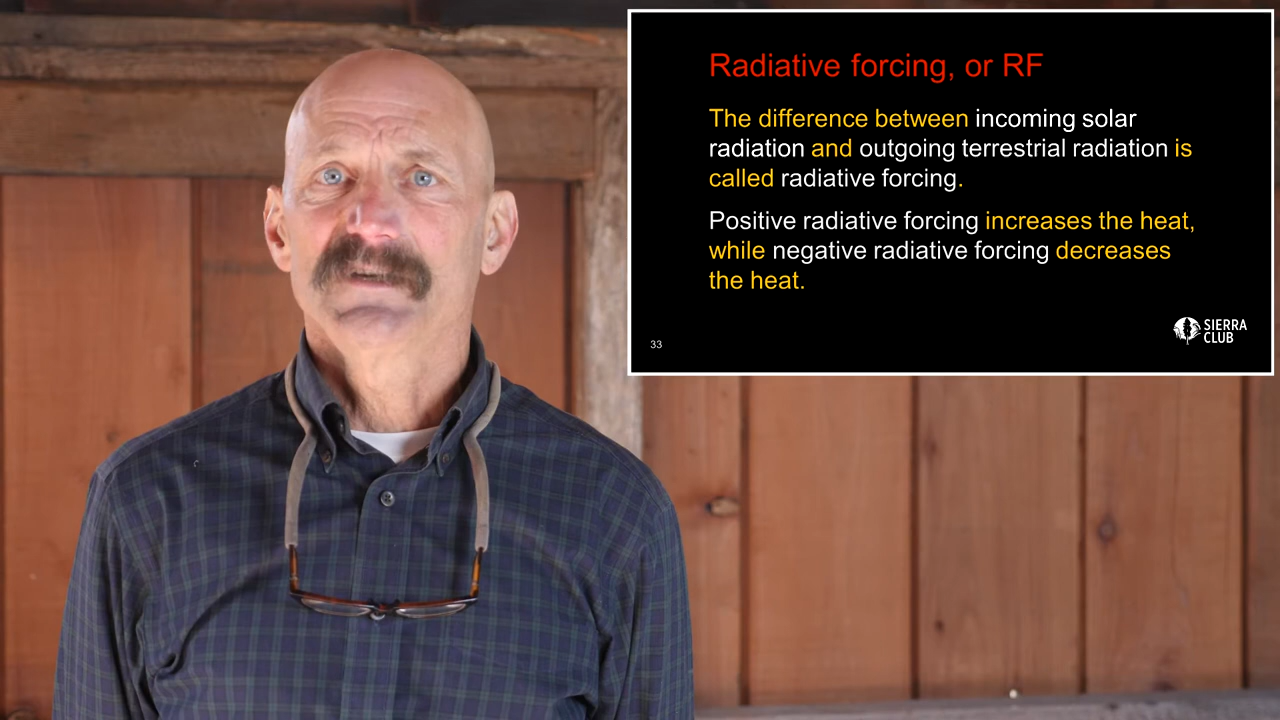 Radiative forcing, or RF
The difference between incoming solar
radiation and outgoing terrestrial radiation is
called radiative forcing.
Positive radiative forcing increases the heat,
while negative radiative forcing decreases
the heat.
33
SIERRA
CLUB